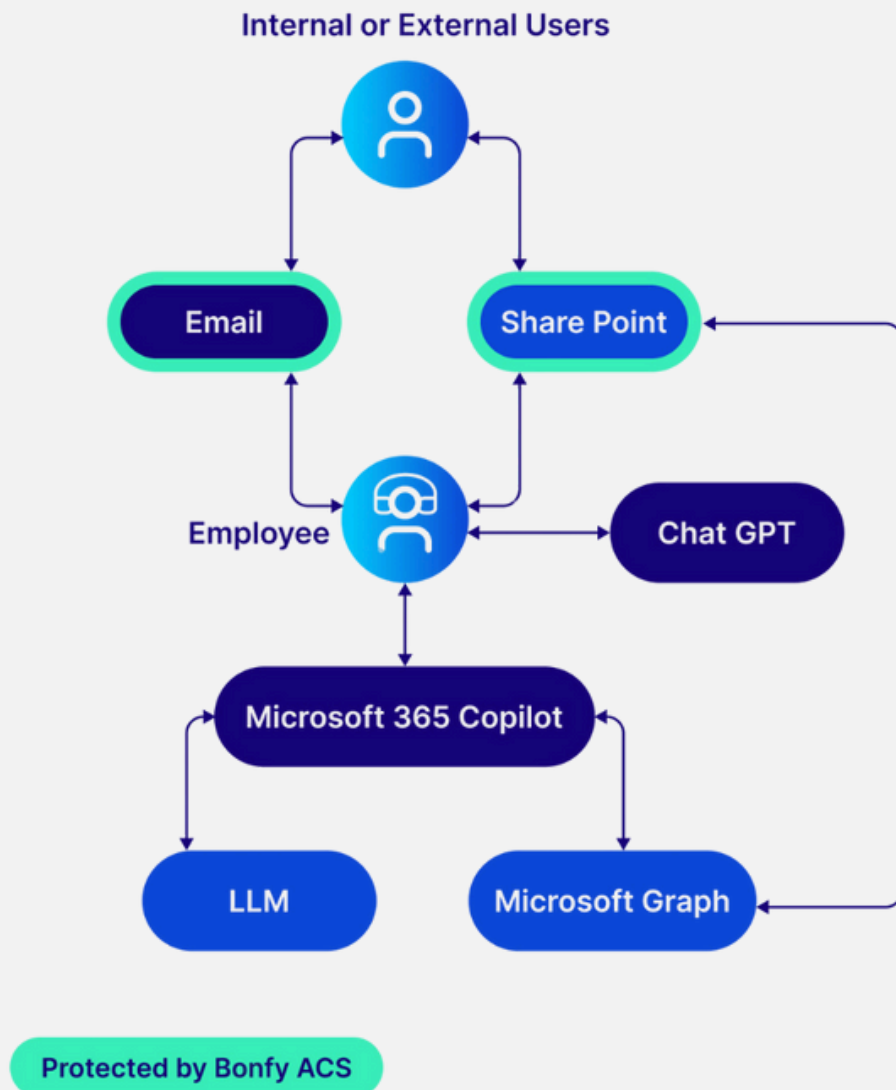 Internal or External Users
Email
Share Point
Employee
Chat GPT
Microsoft 365 Copilot
LLM
Microsoft Graph
Protected by Bonfy ACS